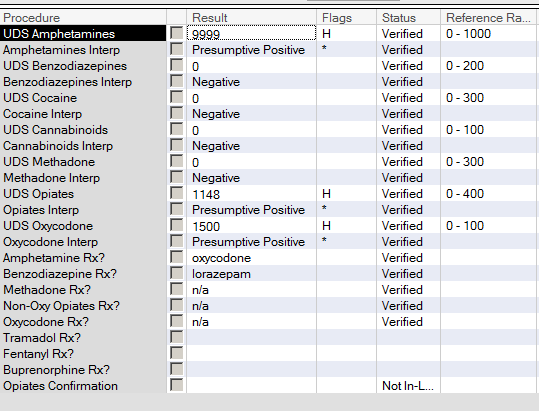 Procedure Result Flags Status Reference Ra...
UDS Amphetamines 9999 H Verified 0 - 1000
Amphetamines Interp Presumptive Positive * Verified
UDS Benzodiazepines 0 Verified 0 - 200
Benzodiazepines Interp Negative Verified
UDS Cocaine 0 Verified 0 - 300
Cocaine Interp Negative Verified
UDS Cannabinoids 0 Verified 0 - 100
Cannabinoids Interp Negative Verified
UDS Methadone 0 Verified 0 - 300
Methadone Interp Negative Verified
UDS Opiates 1148 H Verified 0 - 400
Opiates Interp Presumptive Positive * Verified
UDS Oxycodone 1500 H Verified 0 - 100
Oxycodone Interp Presumptive Positive * Verified
Amphetamine Rx? oxycodone Verified
Benzodiazepine Rx? lorazepam Verified
Methadone Rx? n/a Verified
Non-Oxy Opiates Rx? n/a Verified
Oxycodone Rx? n/a Verified
Tramadol Rx?
Fentanyl Rx?
Buprenorphine Rx?
Opiates Confirmation Not In-L...